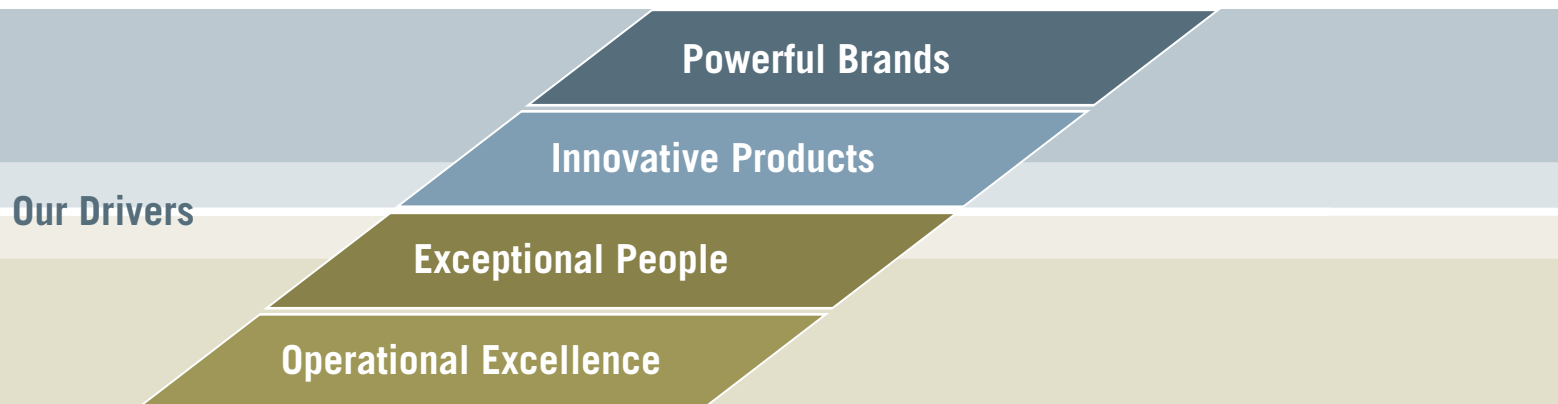 Powerful Brands
Innovative Products
Our Drivers
Exceptional People
Operational Excellence